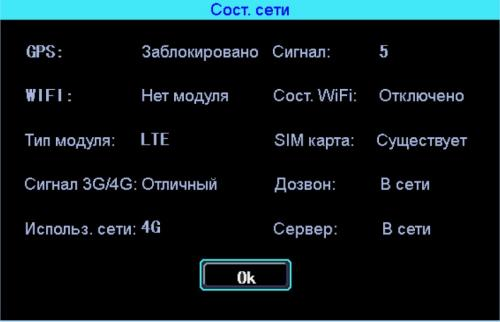 Сост. сети
GPS: Заблокировано Сигнал: 5
WIFI: Нет модуля Сост. WiFi: Отключено
Тип модуля: LTE SIM карта: Существует
Сигнал 3G/4G: Отличный Дозвон: В сети
Использ. сети: 4G Сервер: В сети
Ok